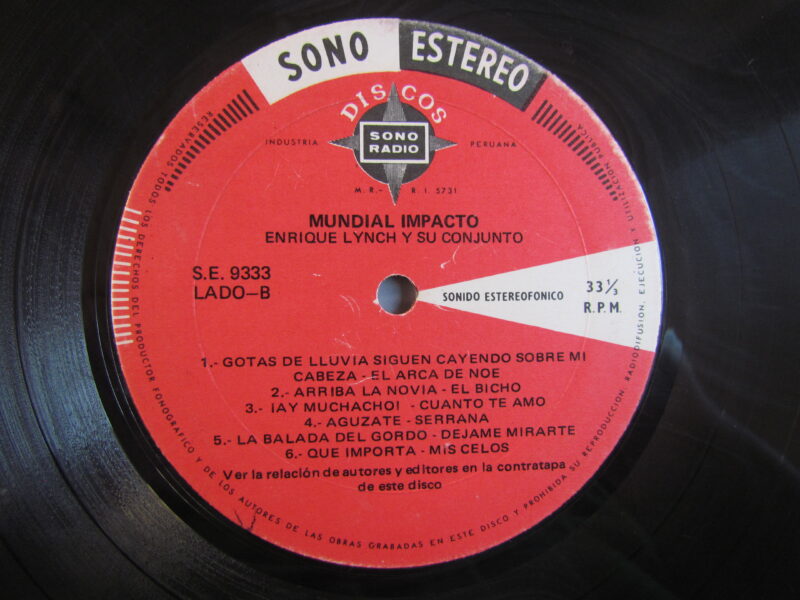 SONO ESTEREO
DISCOS
SONO
RADIO
INDUSTRIA PERUANA
M. R.- R. I. 5731
MUNDIAL IMPACTO
ENRIQUE LYNCH Y SU CONJUNTO
S.E. 9333
LADO-B
SONIDO ESTEREOFONICO
33⅓
R.P.M.
1.- GOTAS DE LLUVIA SIGUEN CAYENDO SOBRE MI
CABEZA - EL ARCA DE NOE
2.- ARRIBA LA NOVIA - EL BICHO
3.- ¡AY MUCHACHO! - CUANTO TE AMO
4.- AGUZATE - SERRANA
5.- LA BALADA DEL GORDO - DEJAME MIRARTE
6.- QUE IMPORTA - MIS CELOS
Ver la relación de autores y editores en la contratapa
de este disco
RESERVADOS TODOS LOS DERECHOS DEL PRODUCTOR FONOGRAFICO Y DE LOS AUTORES DE LAS OBRAS GRABADAS EN ESTE DISCO Y PROHIBIDA SU REPRODUCCION, RADIODIFUSION, EJECUCION Y UTILIZACION PUBLICA